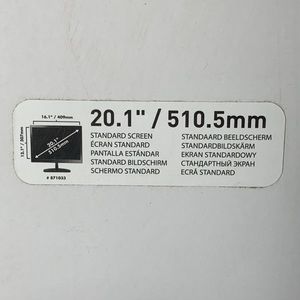 16.1" / 409mm
12.1" / 307mm
20.1"
510.5mm
# 871033
20.1" / 510.5mm
STANDARD SCREEN
ÉCRAN STANDARD
PANTALLA ESTÁNDAR
STANDARD BILDSCHIRM
SCHERMO STANDARD
STANDAARD BEELDSCHERM
STANDARDBILDSKÄRM
EKRAN STANDARDOWY
СТАНДАРТНЫЙ ЭКРАН
ECRÃ STANDARD